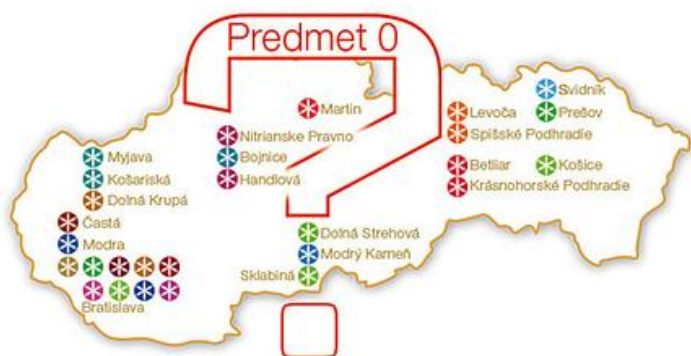 Predmet 0
Svidník
Martin
Levoča
Prešov
Spišské Podhradie
Nitrianske Pravno
Myjava
Bojnice
Betliar
Košice
Košariská
Handlová
Krásnohorské Podhradie
Dolná Krupá
Častá
Modra
Dolná Strehová
Modrý Kameň
Sklabiná
Bratislava